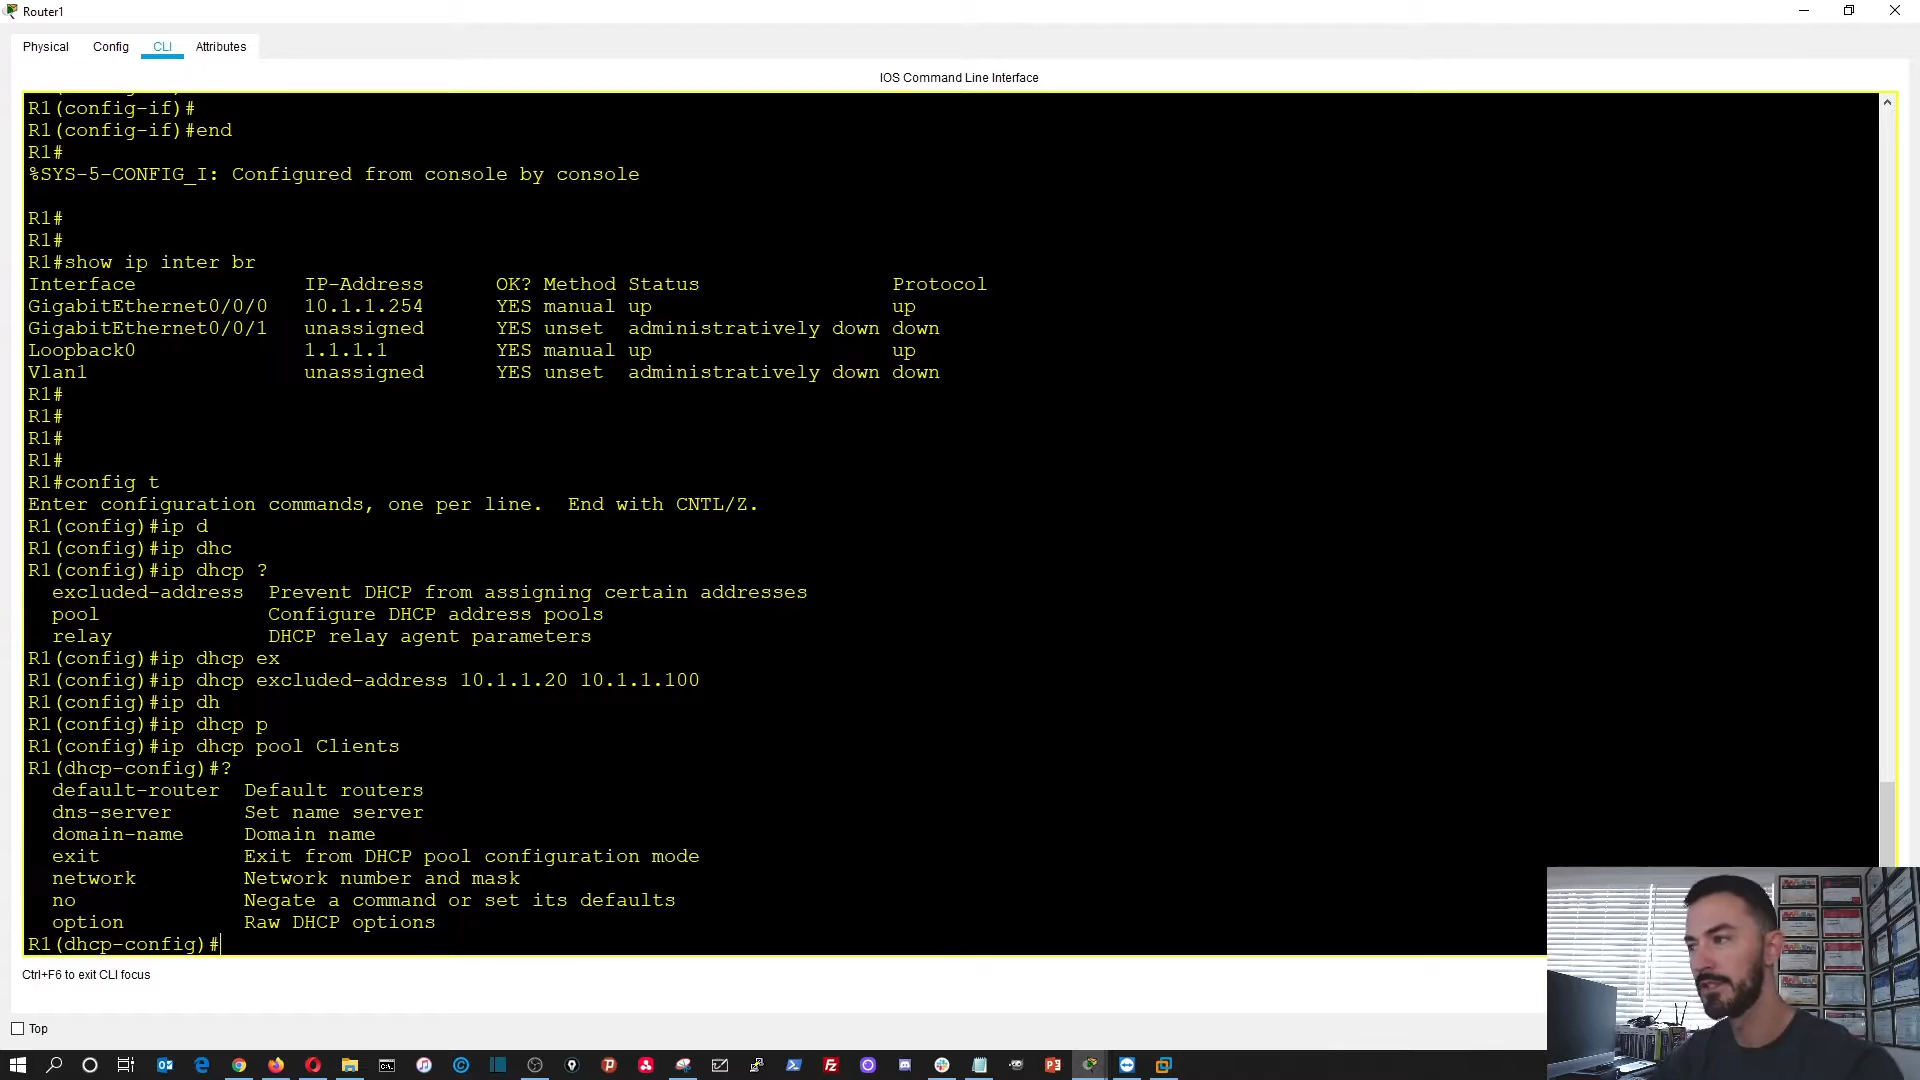 Router1
Physical Config CLI Attributes
IOS Command Line Interface
R1(config-if)#
R1(config-if)#end
R1#
%SYS-5-CONFIG_I: Configured from console by console
R1#
R1#
R1#show ip inter br
Interface IP-Address OK? Method Status Protocol
GigabitEthernet0/0/0 10.1.1.254 YES manual up up
GigabitEthernet0/0/1 unassigned YES unset administratively down down
Loopback0 1.1.1.1 YES manual up up
Vlan1 unassigned YES unset administratively down down
R1#
R1#
R1#
R1#
R1#config t
Enter configuration commands, one per line. End with CNTL/Z.
R1(config)#ip d
R1(config)#ip dhc
R1(config)#ip dhcp ?
excluded-address Prevent DHCP from assigning certain addresses
pool Configure DHCP address pools
relay DHCP relay agent parameters
R1(config)#ip dhcp ex
R1(config)#ip dhcp excluded-address 10.1.1.20 10.1.1.100
R1(config)#ip dh
R1(config)#ip dhcp p
R1(config)#ip dhcp pool Clients
R1(dhcp-config)#?
default-router Default routers
dns-server Set name server
domain-name Domain name
exit Exit from DHCP pool configuration mode
network Network number and mask
no Negate a command or set its defaults
option Raw DHCP options
R1(dhcp-config)#
Ctrl+F6 to exit CLI focus
Top